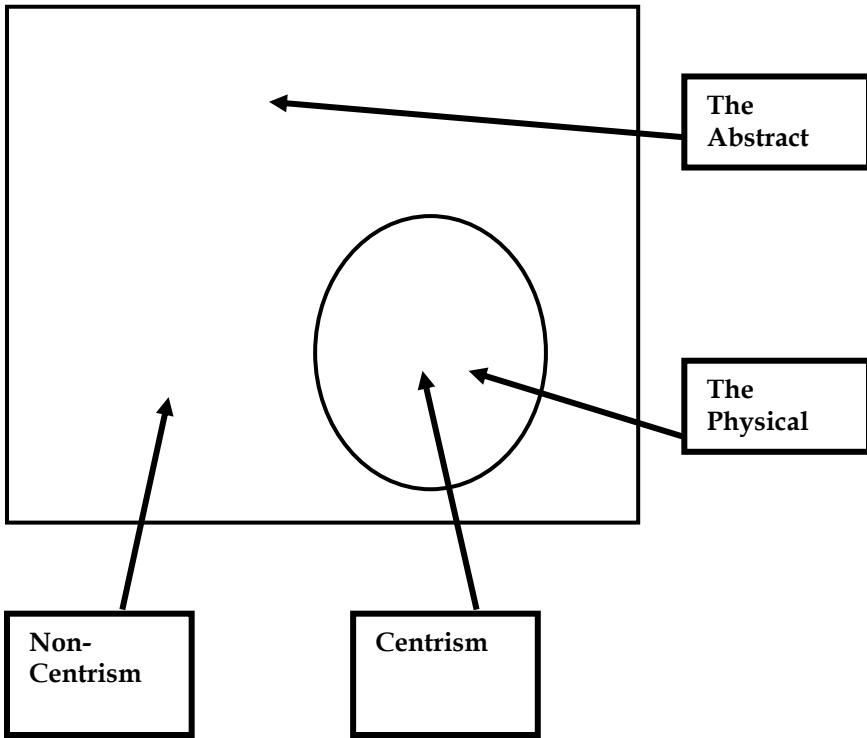 The
Abstract
The
Physical
Non-
Centrism
Centrism